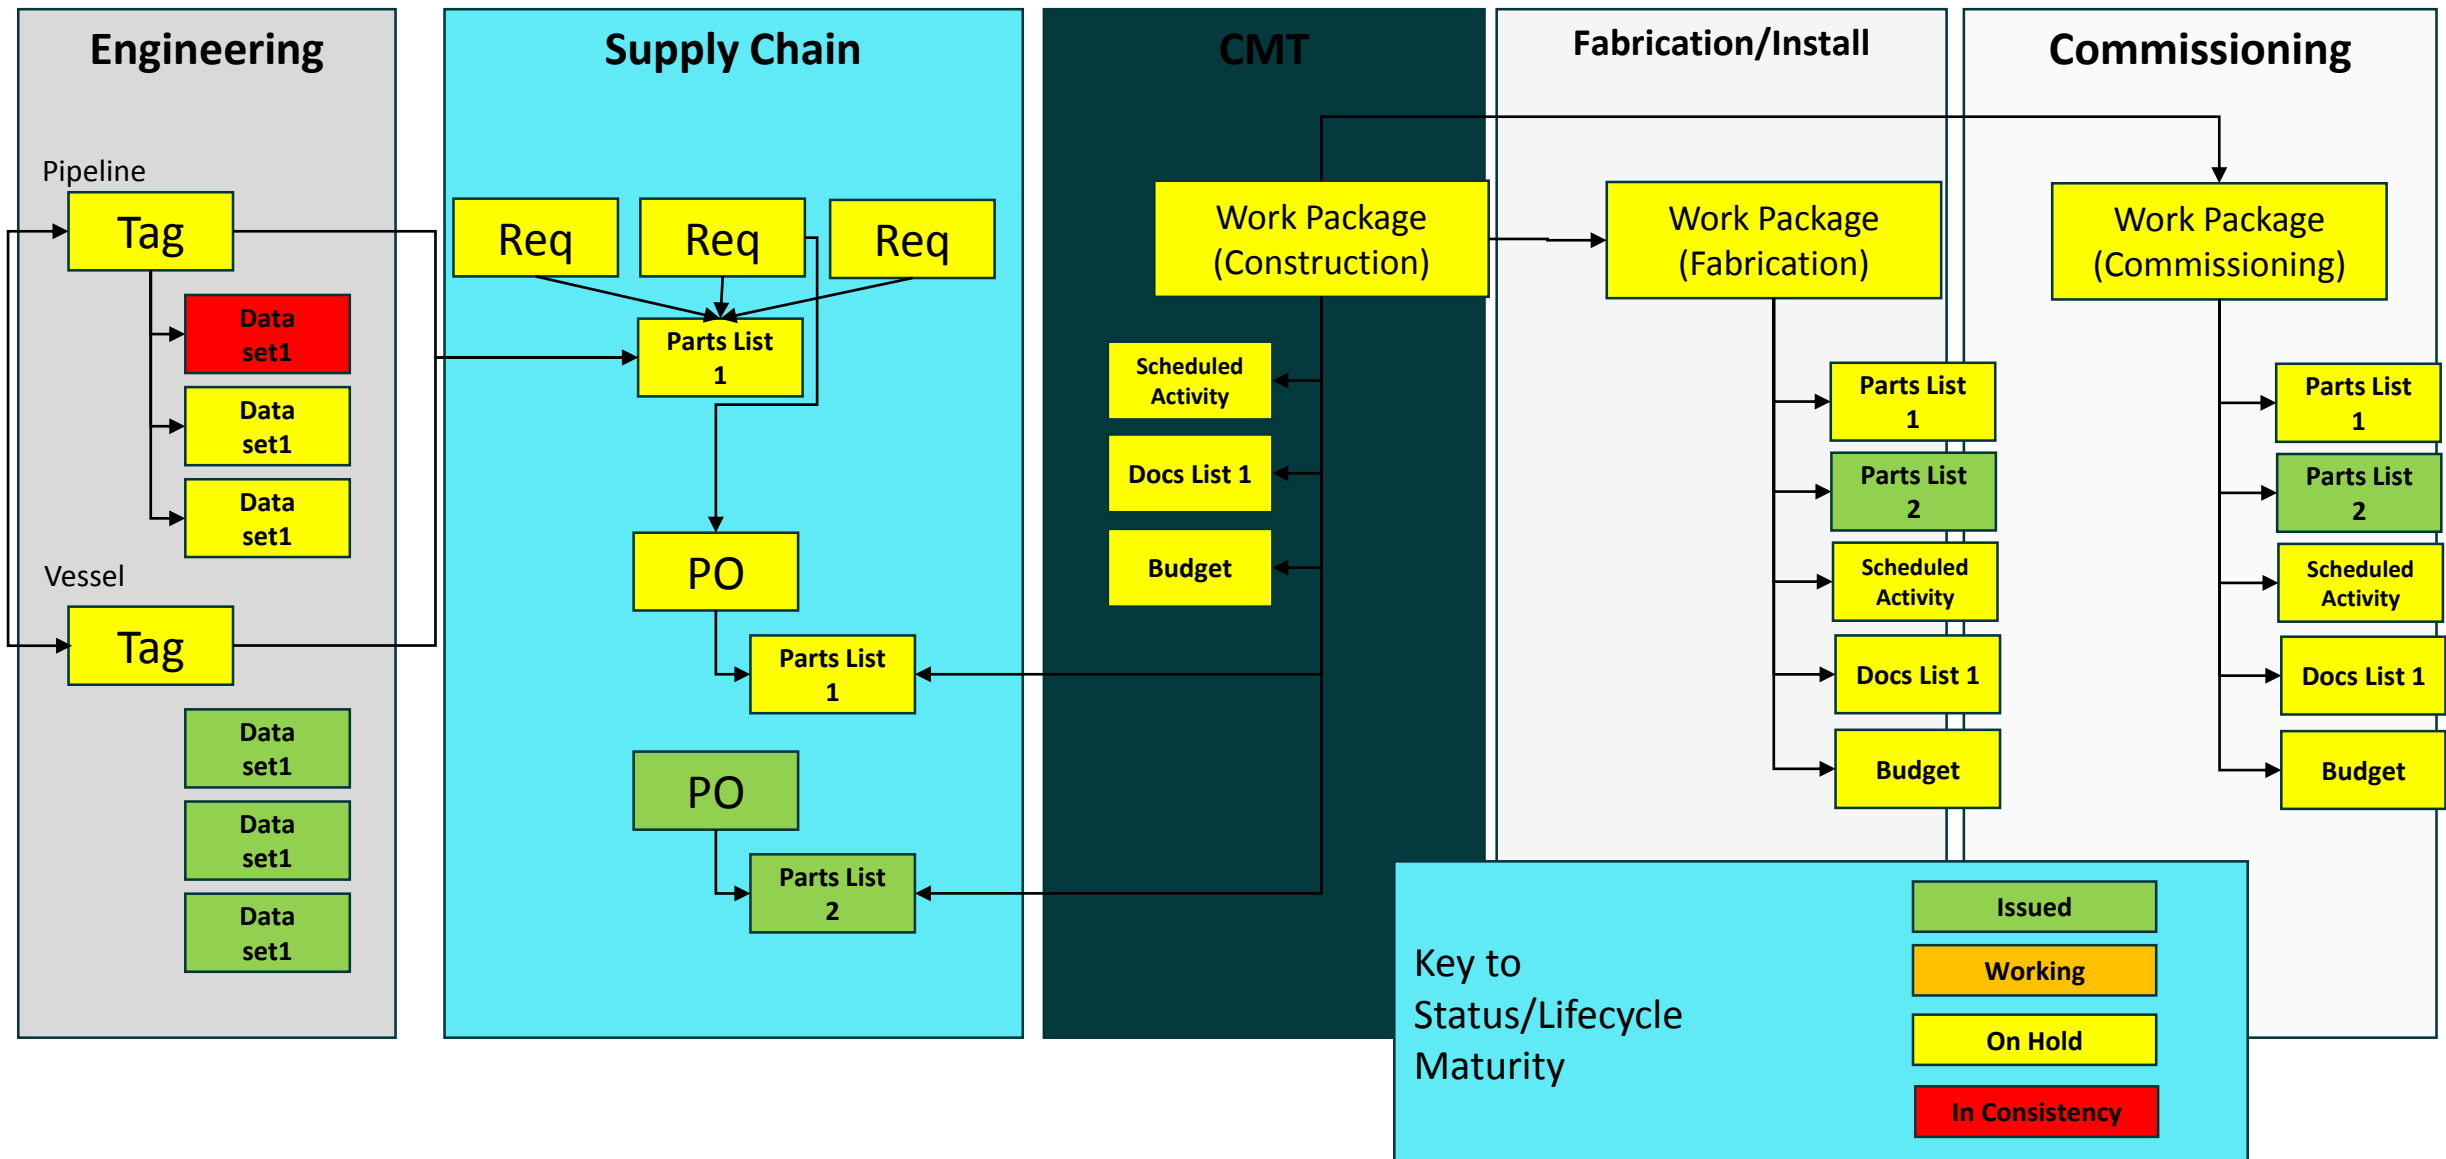 Engineering
Pipeline
Tag
Data
set1
Data
set1
Data
set1
Vessel
Tag
Data
set1
Data
set1
Data
set1
Supply Chain
Req
Req
Req
Parts List
1
PO
Parts List
1
PO
Parts List
2
CMT
Work Package
(Construction)
Scheduled
Activity
Docs List 1
Budget
Fabrication/Install
Work Package
(Fabrication)
Parts List
1
Parts List
2
Scheduled
Activity
Docs List 1
Budget
Commissioning
Work Package
(Commissioning)
Parts List
1
Parts List
2
Scheduled
Activity
Docs List 1
Budget
Key to
Status/Lifecycle
Maturity
Issued
Working
On Hold
In Consistency